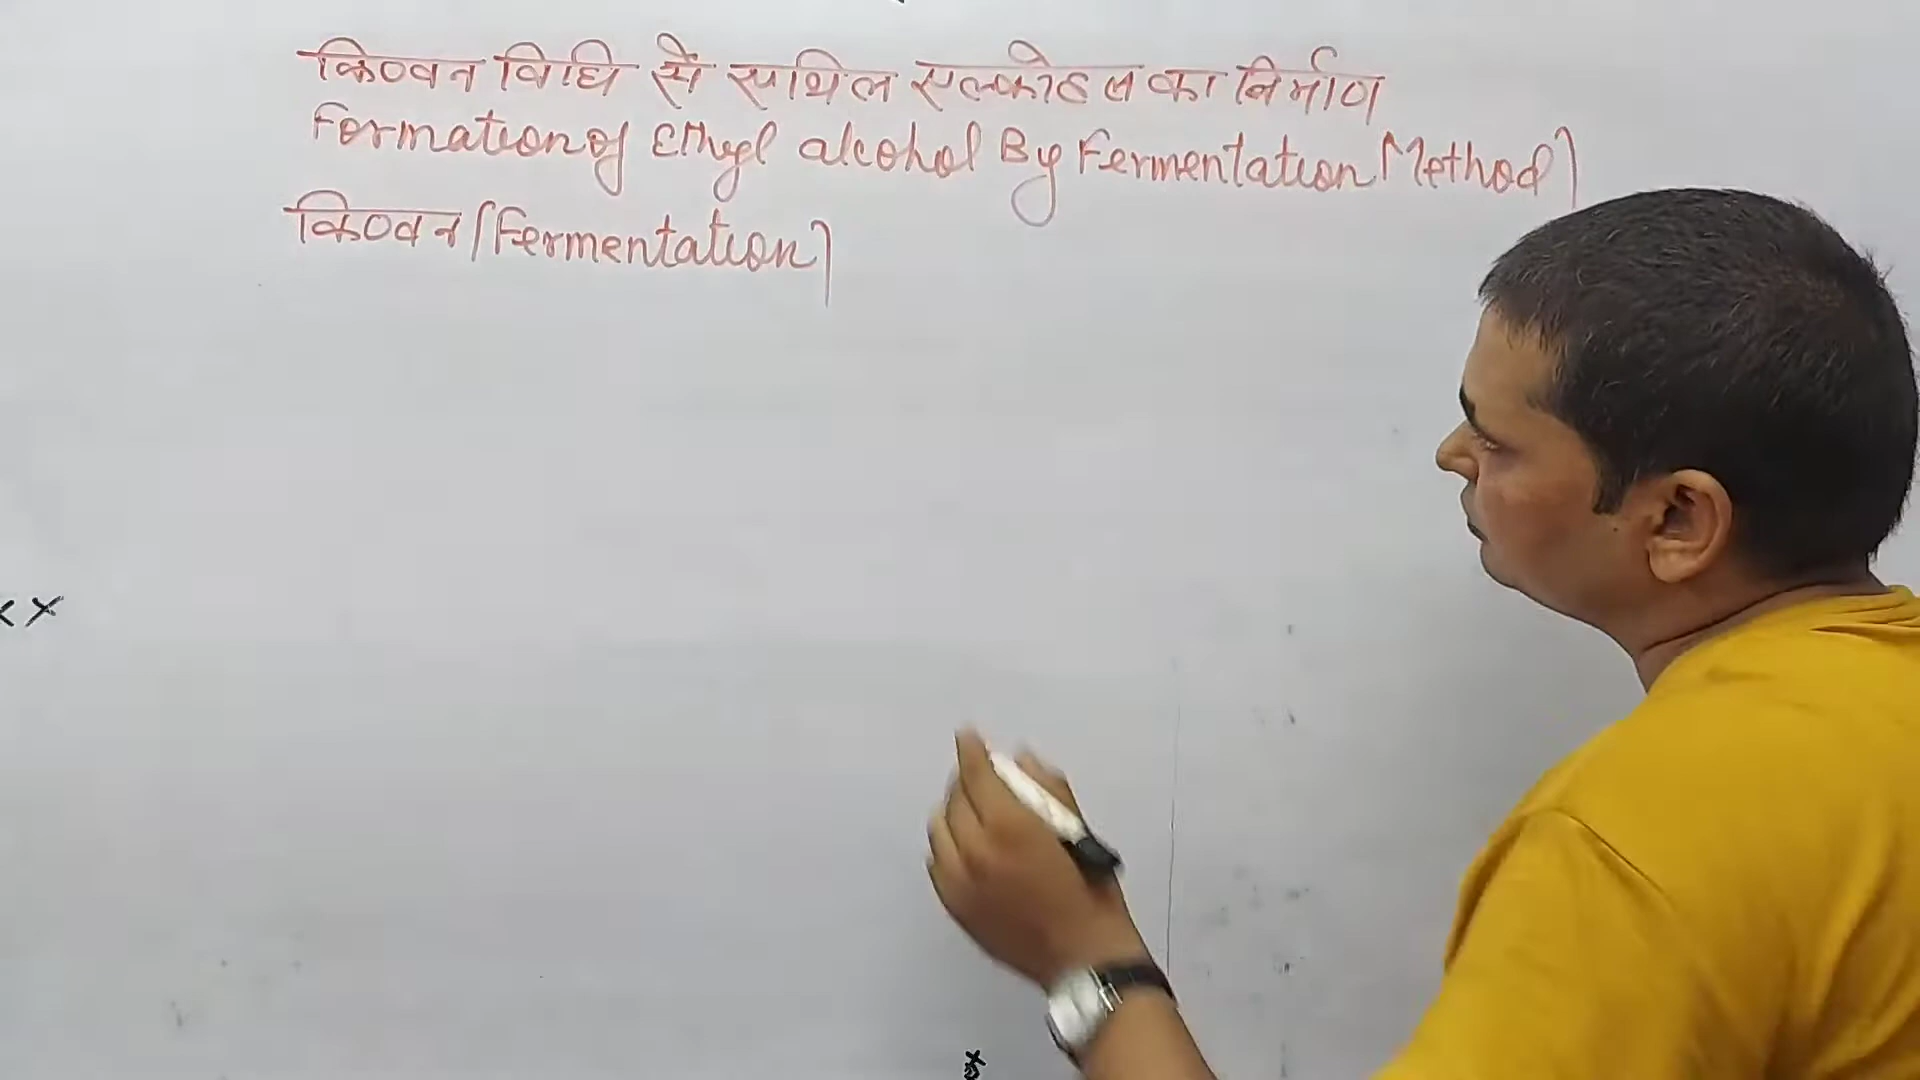 किण्वन विधि से एथिल एल्कोहल का निर्माण
Formation of Ethyl alcohol By Fermentation Method)
किण्वन (Fermentation)